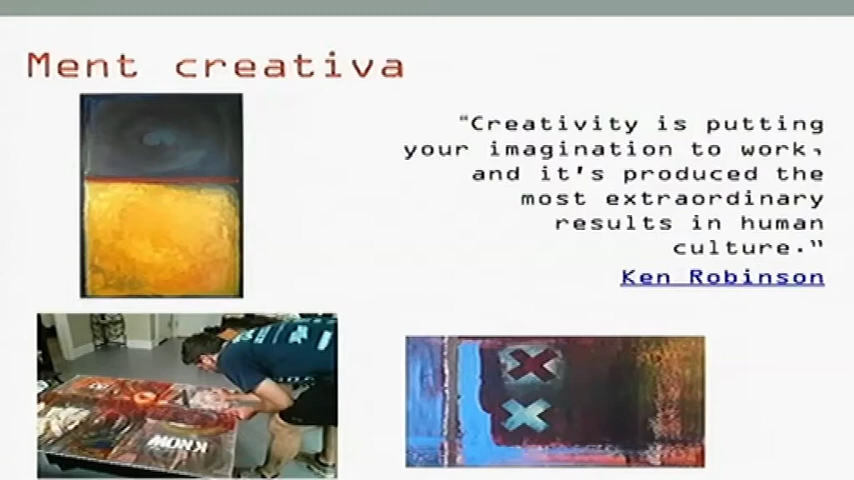 Ment creativa
"Creativity is putting
your imagination to work,
and it's produced the
most extraordinary
results in human
culture."
Ken Robinson
KNOW